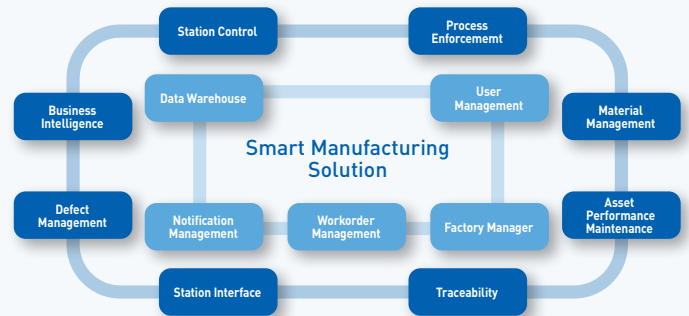 Station Control
Process
Enforcememt
Data Warehouse
User
Management
Business
Intelligence
Material
Management
Smart Manufacturing
Solution
Defect
Management
Notification
Management
Workorder
Management
Factory Manager
Asset
Performance
Maintenance
Station Interface
Traceability